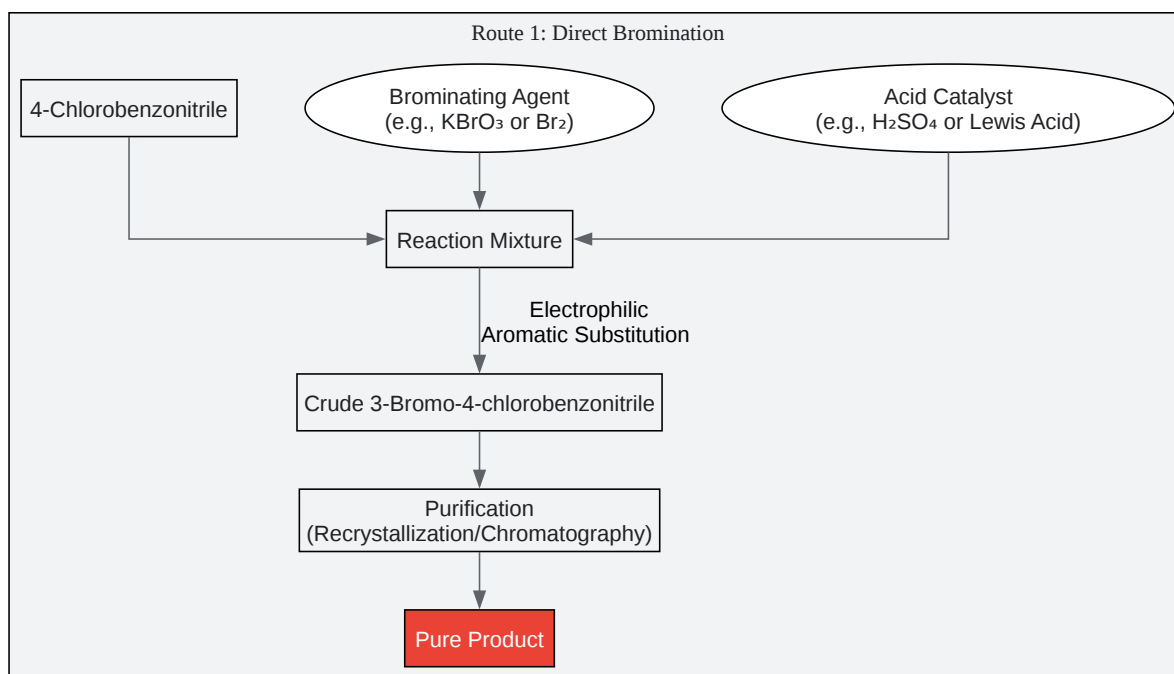 Route 1: Direct Bromination
4-Chlorobenzonitrile
Brominating Agent
(e.g., KBrO₃ or Br₂)
Acid Catalyst
(e.g., H₂SO₄ or Lewis Acid)
Reaction Mixture
Electrophilic
Aromatic Substitution
Crude 3-Bromo-4-chlorobenzonitrile
Purification
(Recrystallization/Chromatography)
Pure Product